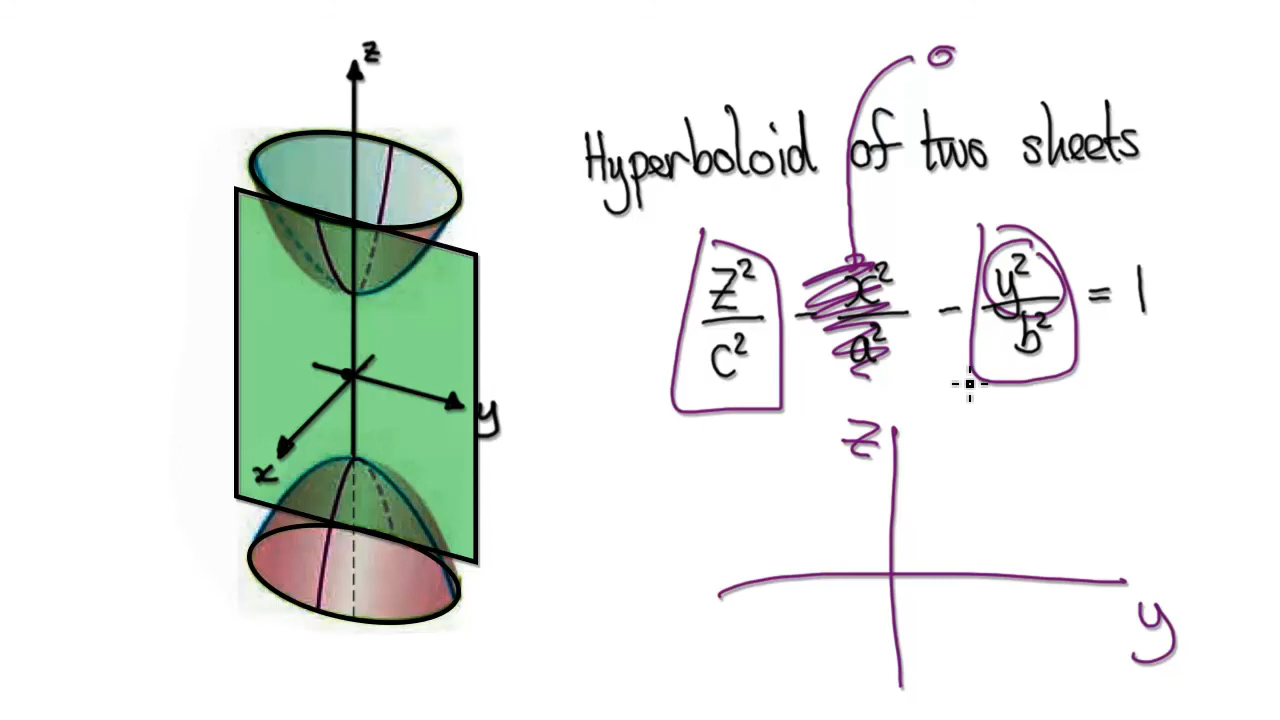 z
0
Hyperboloid of two sheets
z²/c² - x²/a² - y²/b² = 1
y
x
z
y